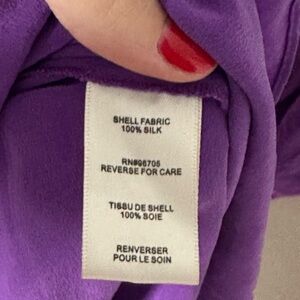 SHELL FABRIC
100% SILK
RN#96705
REVERSE FOR CARE
TISSU DE SHELL
100% SOIE
RENVERSER
POUR LE SOIN